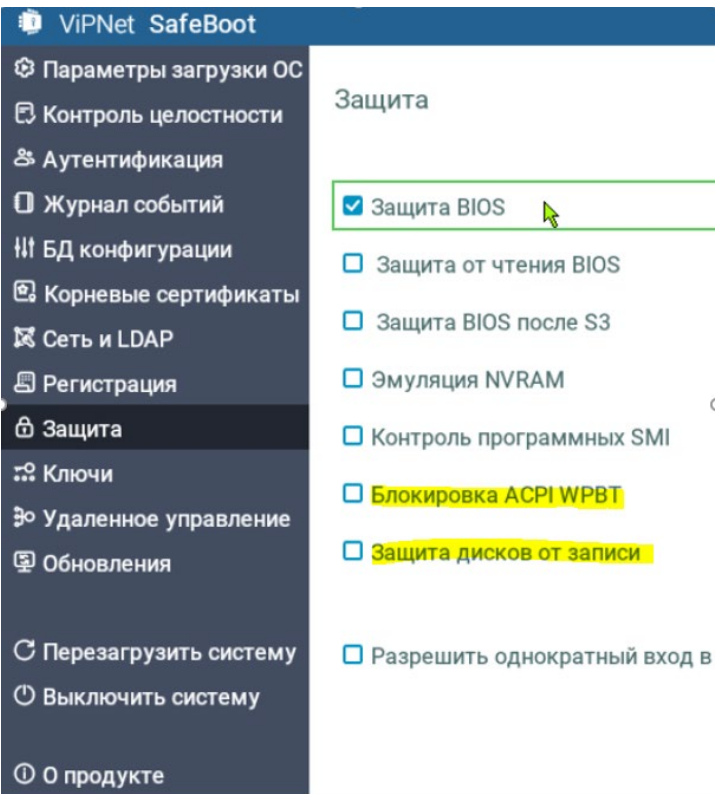 ViPNet SafeBoot
Параметры загрузки ОС
Контроль целостности
Аутентификация
Журнал событий
БД конфигурации
Корневые сертификаты
Сеть и LDAP
Регистрация
Защита
Ключи
Удаленное управление
Обновления
Перезагрузить систему
Выключить систему
О продукте
Защита
Защита BIOS
Защита от чтения BIOS
Защита BIOS после S3
Эмуляция NVRAM
Контроль программных SMI
Блокировка ACPI WPBT
Защита дисков от записи
Разрешить однократный вход в